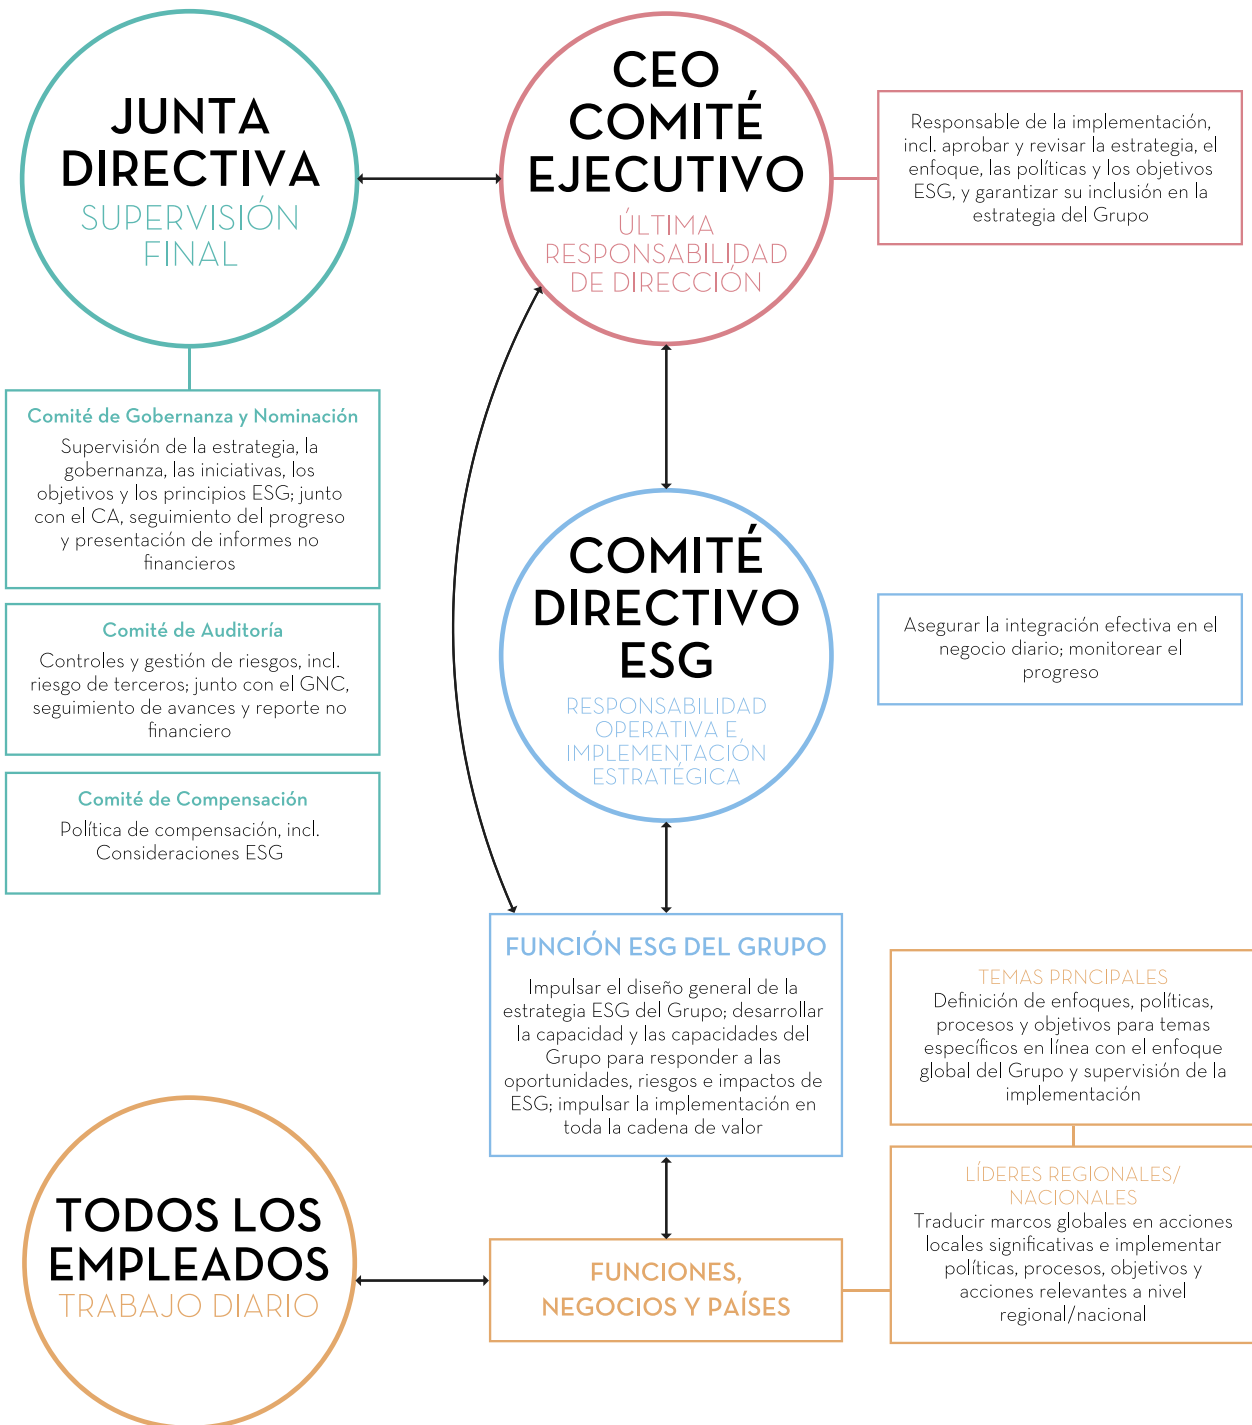 JUNTA
DIRECTIVA
SUPERVISIÓN
FINAL
CEO
COMITÉ
EJECUTIVO
ÚLTIMA
RESPONSABILIDAD
DE DIRECCIÓN
Responsable de la implementación,
incl. aprobar y revisar la estrategia, el
enfoque, las políticas y los objetivos
ESG, y garantizar su inclusión en la
estrategia del Grupo
Comité de Gobernanza y Nominación
Supervisión de la estrategia, la
gobernanza, las iniciativas, los
objetivos y los principios ESG; junto
con el CA, seguimiento del progreso
y presentación de informes no
financieros
Comité de Auditoría
Controles y gestión de riesgos, incl.
riesgo de terceros; junto con el GNC,
seguimiento de avances y reporte no
financiero
Comité de Compensación
Política de compensación, incl.
Consideraciones ESG
COMITÉ
DIRECTIVO
ESG
RESPONSABILIDAD
OPERATIVA E
IMPLEMENTACIÓN
ESTRATÉGICA
Asegurar la integración efectiva en el
negocio diario; monitorear el
progreso
FUNCIÓN ESG DEL GRUPO
Impulsar el diseño general de la
estrategia ESG del Grupo; desarrollar
la capacidad y las capacidades del
Grupo para responder a las
oportunidades, riesgos e impactos de
ESG; impulsar la implementación en
toda la cadena de valor
TEMAS PRNCIPALES
Definición de enfoques, políticas,
procesos y objetivos para temas
específicos en línea con el enfoque
global del Grupo y supervisión de la
implementación
LÍDERES REGIONALES/
NACIONALES
Traducir marcos globales en acciones
locales significativas e implementar
políticas, procesos, objetivos y
acciones relevantes a nivel
regional/nacional
TODOS LOS
EMPLEADOS
TRABAJO DIARIO
FUNCIONES,
NEGOCIOS Y PAÍSES